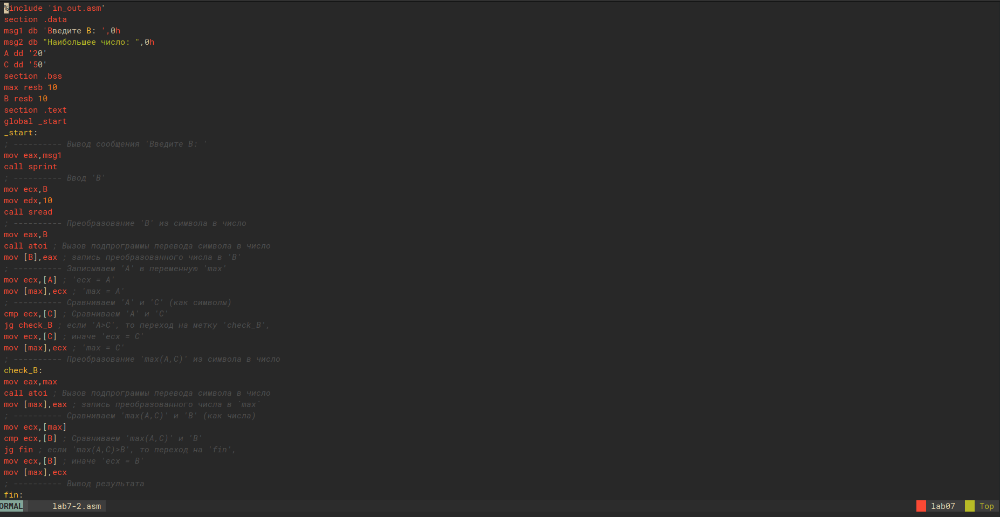 %include 'in_out.asm'
section .data
msg1 db 'Введите B: ',0h
msg2 db "Наибольшее число: ",0h
A dd '20'
C dd '50'
section .bss
max resb 10
B resb 10
section .text
global _start
_start:
; ---------- Вывод сообщения 'Введите B: '
mov eax,msg1
call sprint
; ---------- Ввод 'B'
mov ecx,B
mov edx,10
call sread
; ---------- Преобразование 'B' из символа в число
mov eax,B
call atoi ; Вызов подпрограммы перевода символа в число
mov [B],eax ; запись преобразованного числа в 'B'
; ---------- Записываем 'A' в переменную 'max'
mov ecx,[A] ; 'ecx = A'
mov [max],ecx ; 'max = A'
; ---------- Сравниваем 'A' и 'C' (как символы)
cmp ecx,[C] ; Сравниваем 'A' и 'C'
jg check_B ; если 'A>C', то переход на метку 'check_B',
mov ecx,[C] ; иначе 'ecx = C'
mov [max],ecx ; 'max = C'
; ---------- Преобразование 'max(A,C)' из символа в число
check_B:
mov eax,max
call atoi ; Вызов подпрограммы перевода символа в число
mov [max],eax ; запись преобразованного числа в `max`
; ---------- Сравниваем 'max(A,C)' и 'B' (как числа)
mov ecx,[max]
cmp ecx,[B] ; Сравниваем 'max(A,C)' и 'B'
jg fin ; если 'max(A,C)>B', то переход на 'fin',
mov ecx,[B] ; иначе 'ecx = B'
mov [max],ecx
; ---------- Вывод результата
fin:
ORMAL lab7-2.asm lab07 Top